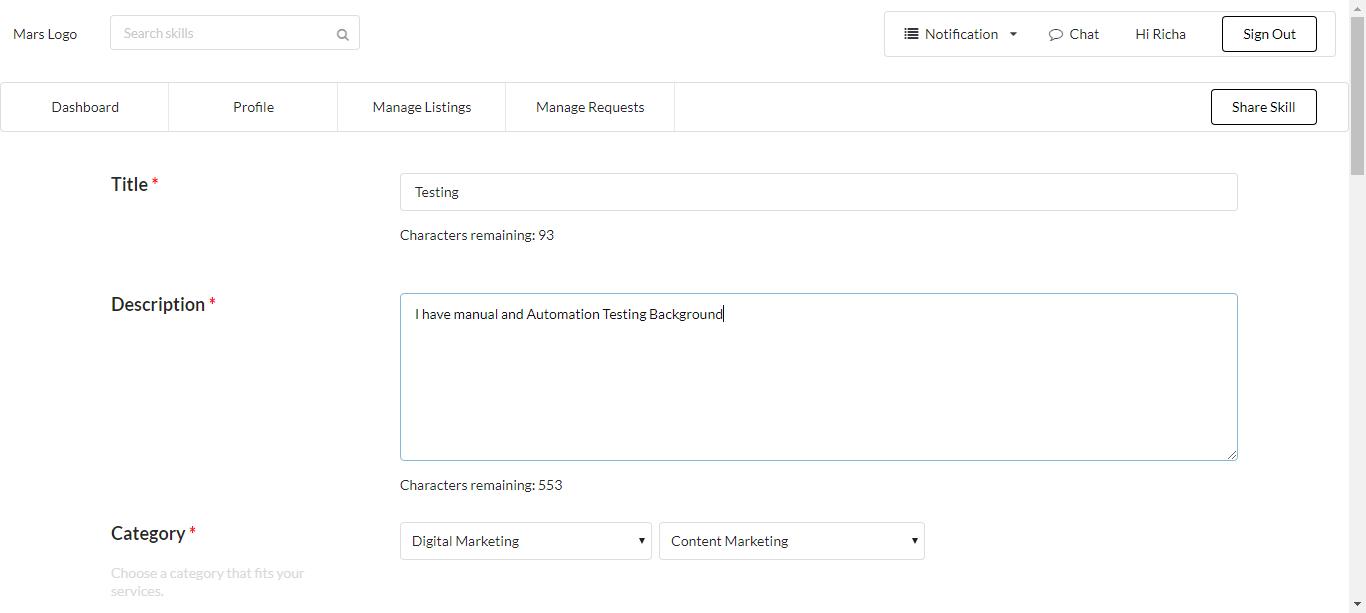 Mars Logo
Search skills
Notification
Chat
Hi Richa
Sign Out
Dashboard
Profile
Manage Listings
Manage Requests
Share Skill
Title *
Testing
Characters remaining: 93
Description *
I have manual and Automation Testing Background
Characters remaining: 553
Category *
Digital Marketing
Content Marketing
Choose a category that fits your
services.